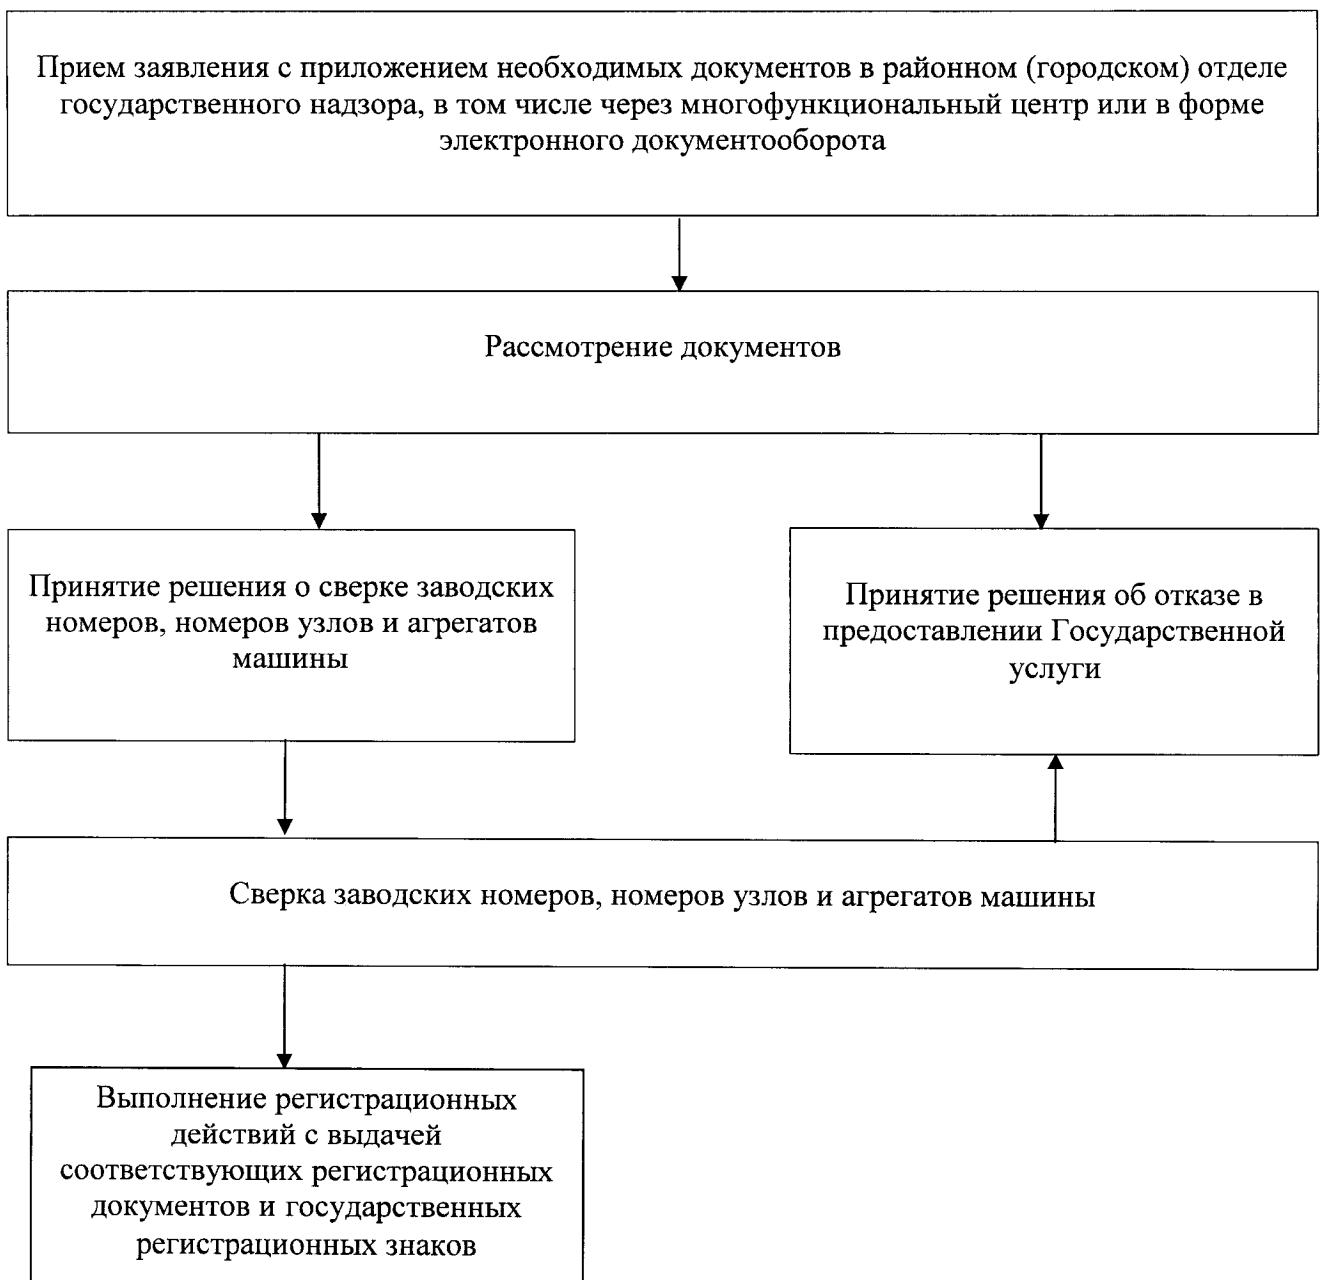 Прием заявления с приложением необходимых документов в районном (городском) отделе
государственного надзора, в том числе через многофункциональный центр или в форме
электронного документооборота
Рассмотрение документов
Принятие решения о сверке заводских
номеров, номеров узлов и агрегатов
машины
Принятие решения об отказе в
предоставлении Государственной
услуги
Сверка заводских номеров, номеров узлов и агрегатов машины
Выполнение регистрационных
действий с выдачей
соответствующих регистрационных
документов и государственных
регистрационных знаков